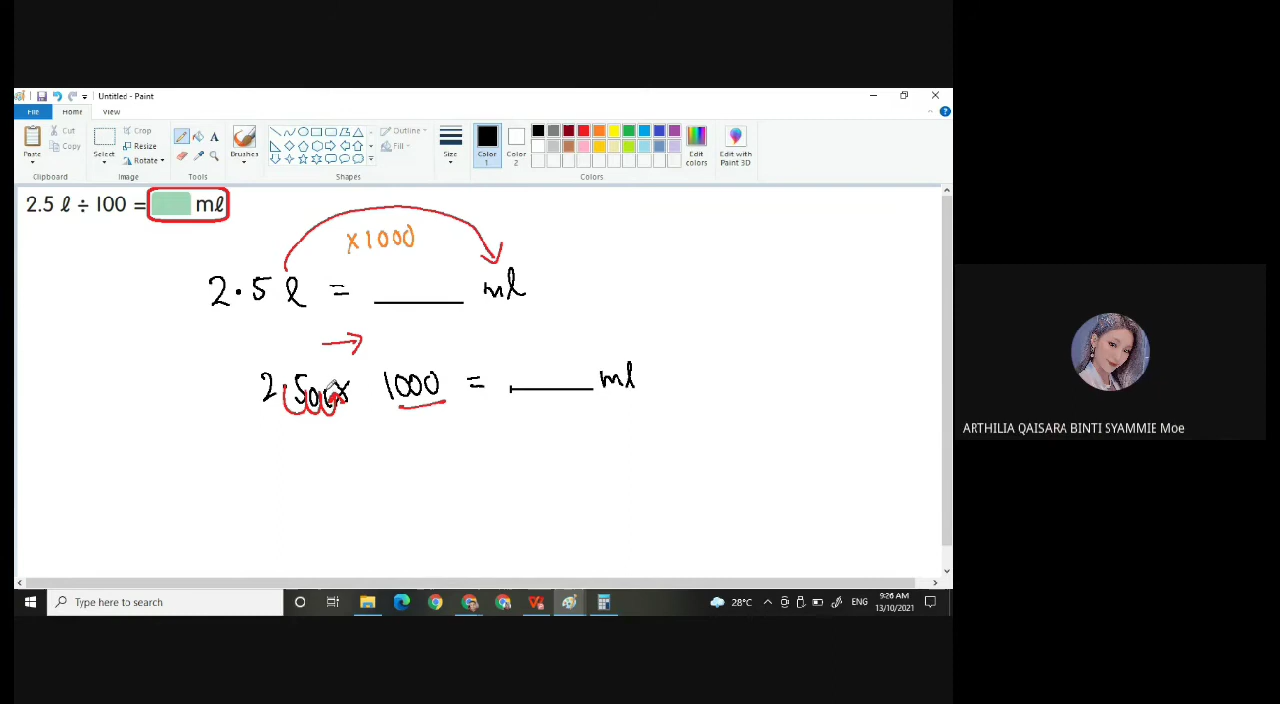 Untitled - Paint
File Home View
Paste Cut Copy Select Crop Resize Rotate Brushes Outline Fill Size Color 1 Color 2 Edit colors Edit with Paint 3D
Clipboard Image Tools Shapes Colors
2.5 ℓ ÷ 100 = mℓ
×1000
2.5 ℓ = ____ ml
2.500 × 1000 = ____ ml
ARTHILIA QAISARA BINTI SYAMMIE Moe
Type here to search 28°C ENG 9:26 AM 13/10/2021